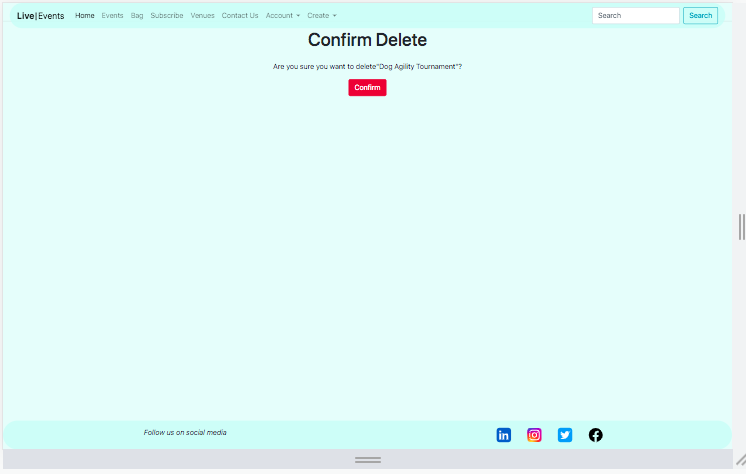 Live|Events Home Events Bag Subscribe Venues Contact Us Account Create Search Search
Confirm Delete
Are you sure you want to delete"Dog Agility Tournament"?
Confirm
Follow us on social media in